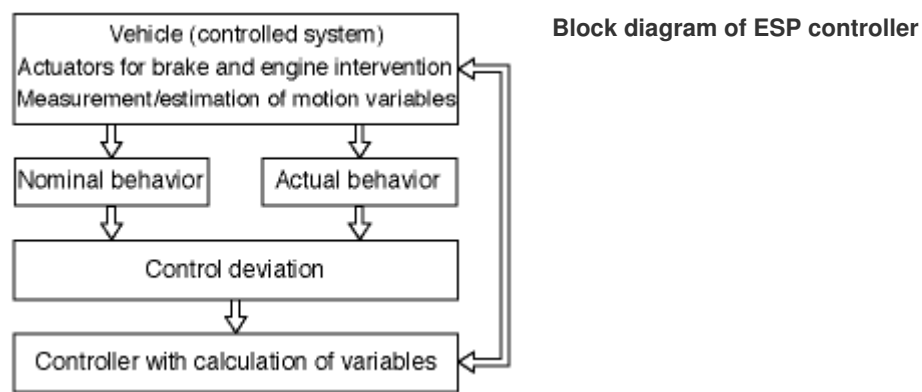 Block diagram of ESP controller
Vehicle (controlled system)
Actuators for brake and engine intervention
Measurement/estimation of motion variables
Nominal behavior
Actual behavior
Control deviation
Controller with calculation of variables